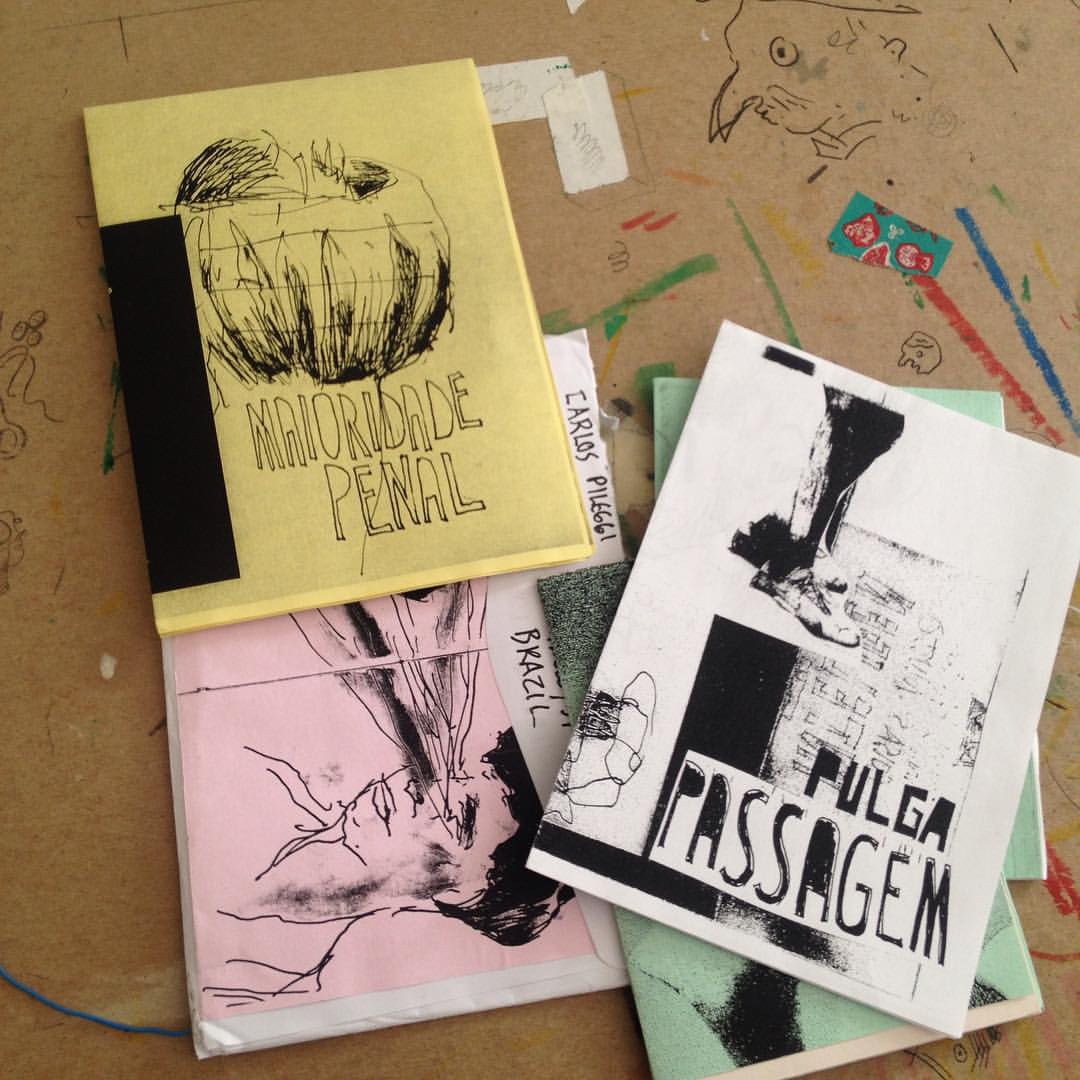 MAIORIDADE
PENAL
CARLOS PILEGGI
BRAZIL
PULGA
PASSAGEM